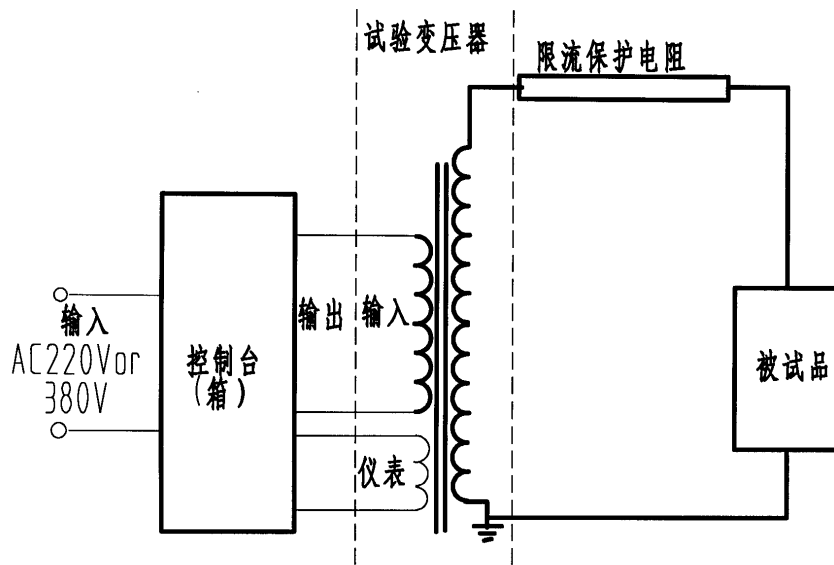 试验变压器
限流保护电阻
输出
输入
输入
AC220Vor
380V
控制台
（箱）
被试品
仪表